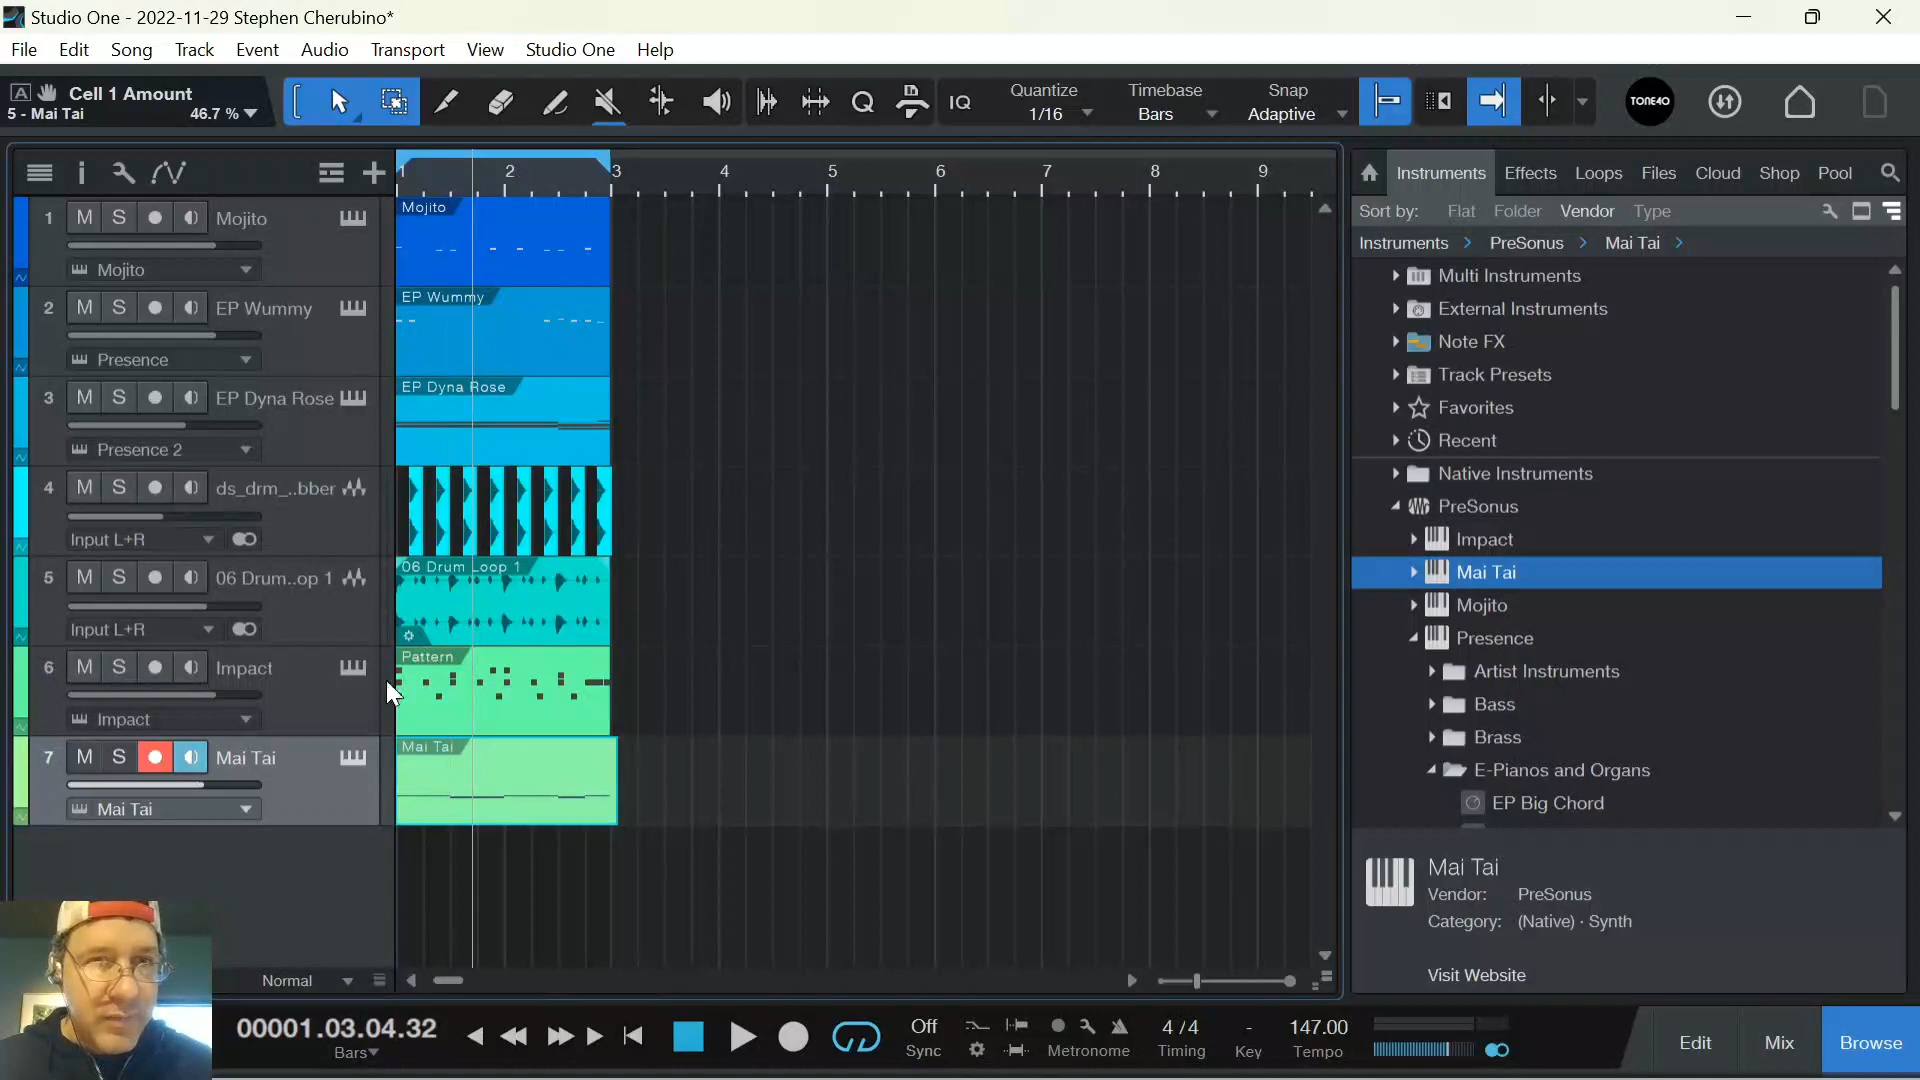 Studio One - 2022-11-29 Stephen Cherubino*
File Edit Song Track Event Audio Transport View Studio One Help
A Cell 1 Amount
5 - Mai Tai 46.7 %
Q IQ
Quantize
1/16
Timebase
Bars
Snap
Adaptive
TONE40
1 2 3 4 5 6 7 8 9
1 M S Mojito
Mojito
2 M S EP Wummy
Presence
3 M S EP Dyna Rose
Presence 2
4 M S ds_drm_..bber
Input L+R
5 M S 06 Drum..op 1
Input L+R
6 M S Impact
Impact
7 M S Mai Tai
Mai Tai
Normal
Mojito
EP Wummy
EP Dyna Rose
06 Drum Loop 1
Pattern
Mai Tai
Instruments Effects Loops Files Cloud Shop Pool
Sort by: Flat Folder Vendor Type
Instruments PreSonus Mai Tai
Multi Instruments
External Instruments
Note FX
Track Presets
Favorites
Recent
Native Instruments
PreSonus
Impact
Mai Tai
Mojito
Presence
Artist Instruments
Bass
Brass
E-Pianos and Organs
EP Big Chord
Mai Tai
Vendor: PreSonus
Category: (Native) · Synth
Visit Website
00001.03.04.32
Bars
Off
Sync
Metronome
4 / 4
Timing
-
Key
147.00
Tempo
Edit Mix Browse